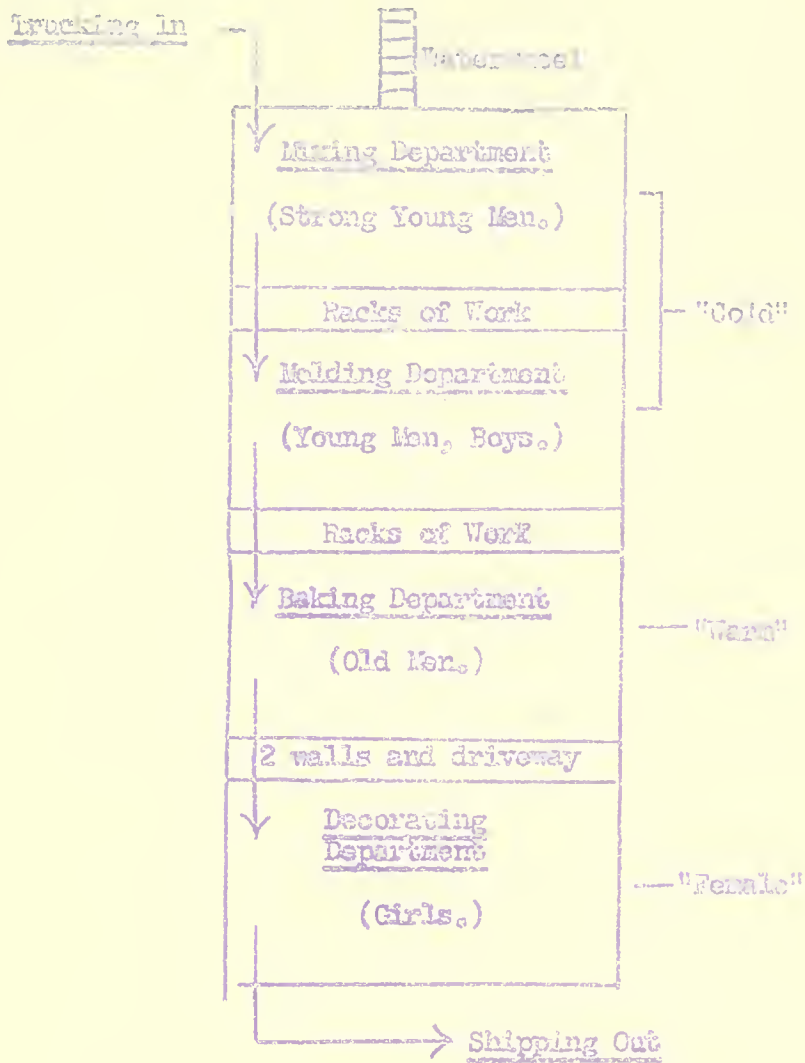 Trucking In
Waterwheel
Mixing Department
(Strong Young Men.)
Racks of Work
"Cold"
Molding Department
(Young Men, Boys.)
Racks of Work
Baking Department
"Warm"
(Old Men.)
2 walls and driveway
Decorating
Department
"Female"
(Girls.)
Shipping Out